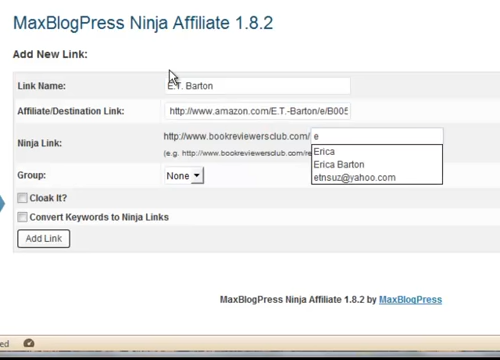 MaxBlogPress Ninja Affiliate 1.8.2
Add New Link:
Link Name: E.T. Barton
Affiliate/Destination Link: http://www.amazon.com/E.T.-Barton/e/B005
Ninja Link: http://www.bookreviewersclub.com/ e
(e.g. http://www.bookreviewersclub.com/re
Erica
Erica Barton
etnsuz@yahoo.com
Group: None
Cloak It?
Convert Keywords to Ninja Links
Add Link
MaxBlogPress Ninja Affiliate 1.8.2 by MaxBlogPress
ed